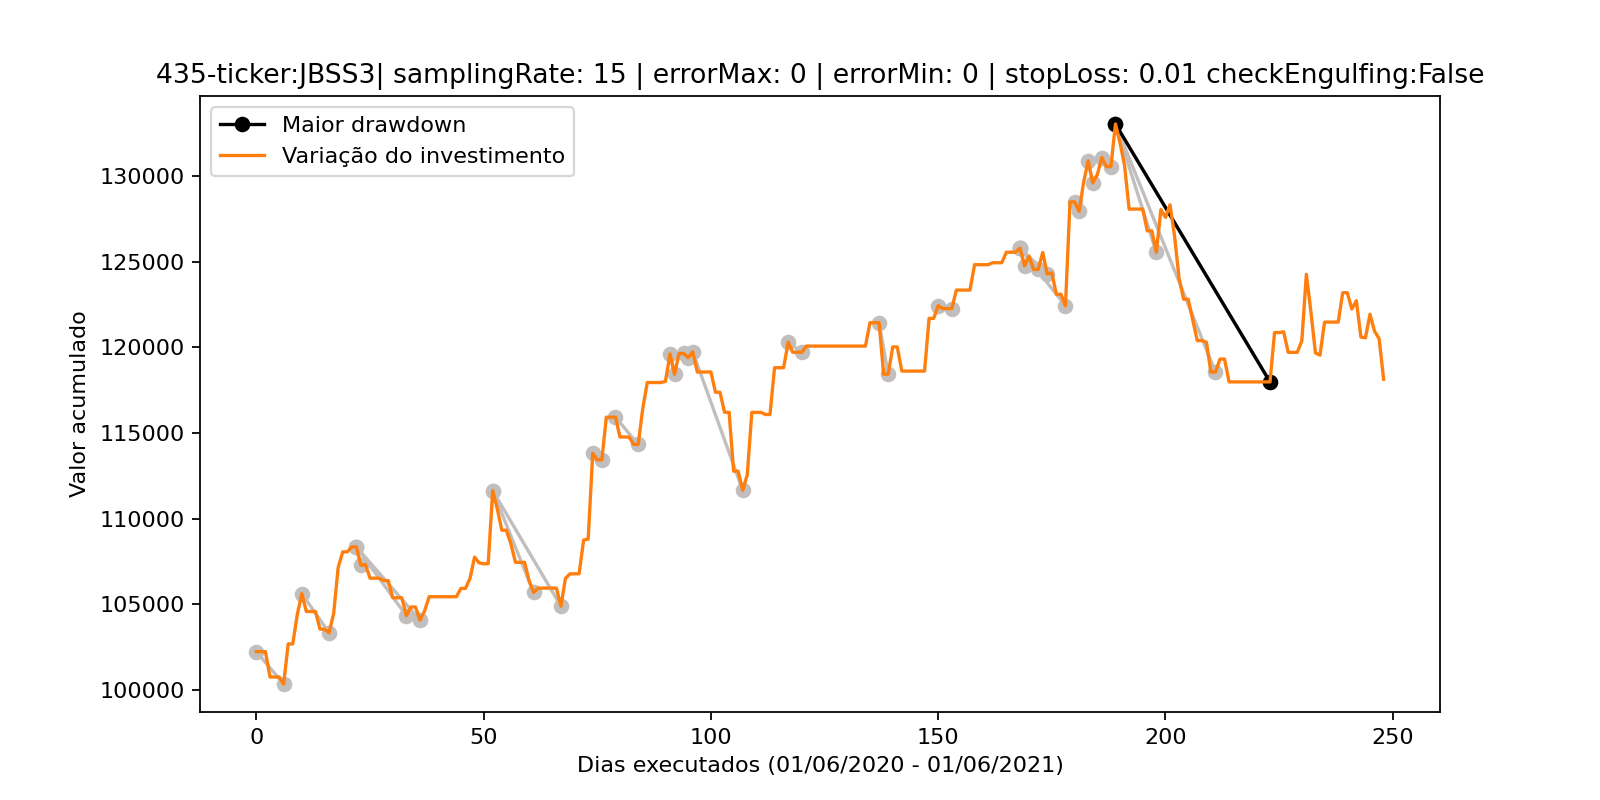 435-ticker:JBSS3| samplingRate: 15 | errorMax: 0 | errorMin: 0 | stopLoss: 0.01 checkEngulfing:False
Maior drawdown
Variação do investimento
Valor acumulado
130000
125000
120000
115000
110000
105000
100000
0 50 100 150 200 250
Dias executados (01/06/2020 - 01/06/2021)